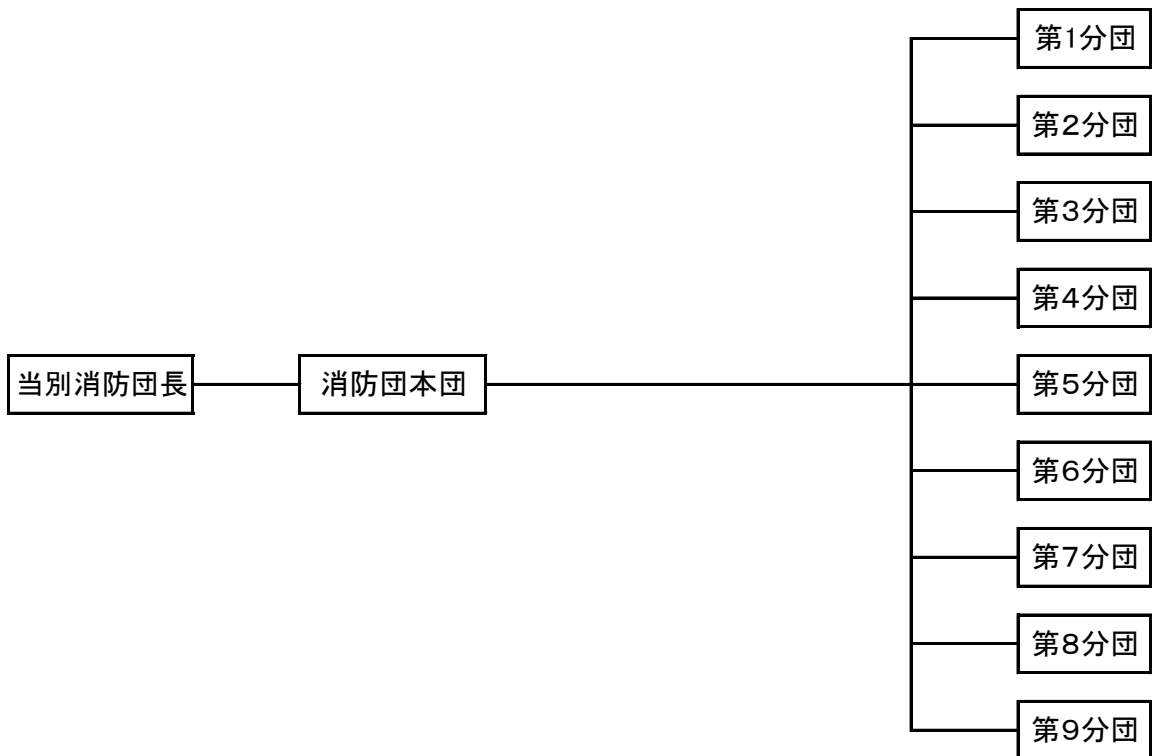 当別消防団長
消防団本団
第1分団
第２分団
第３分団
第４分団
第５分団
第６分団
第７分団
第８分団
第９分団